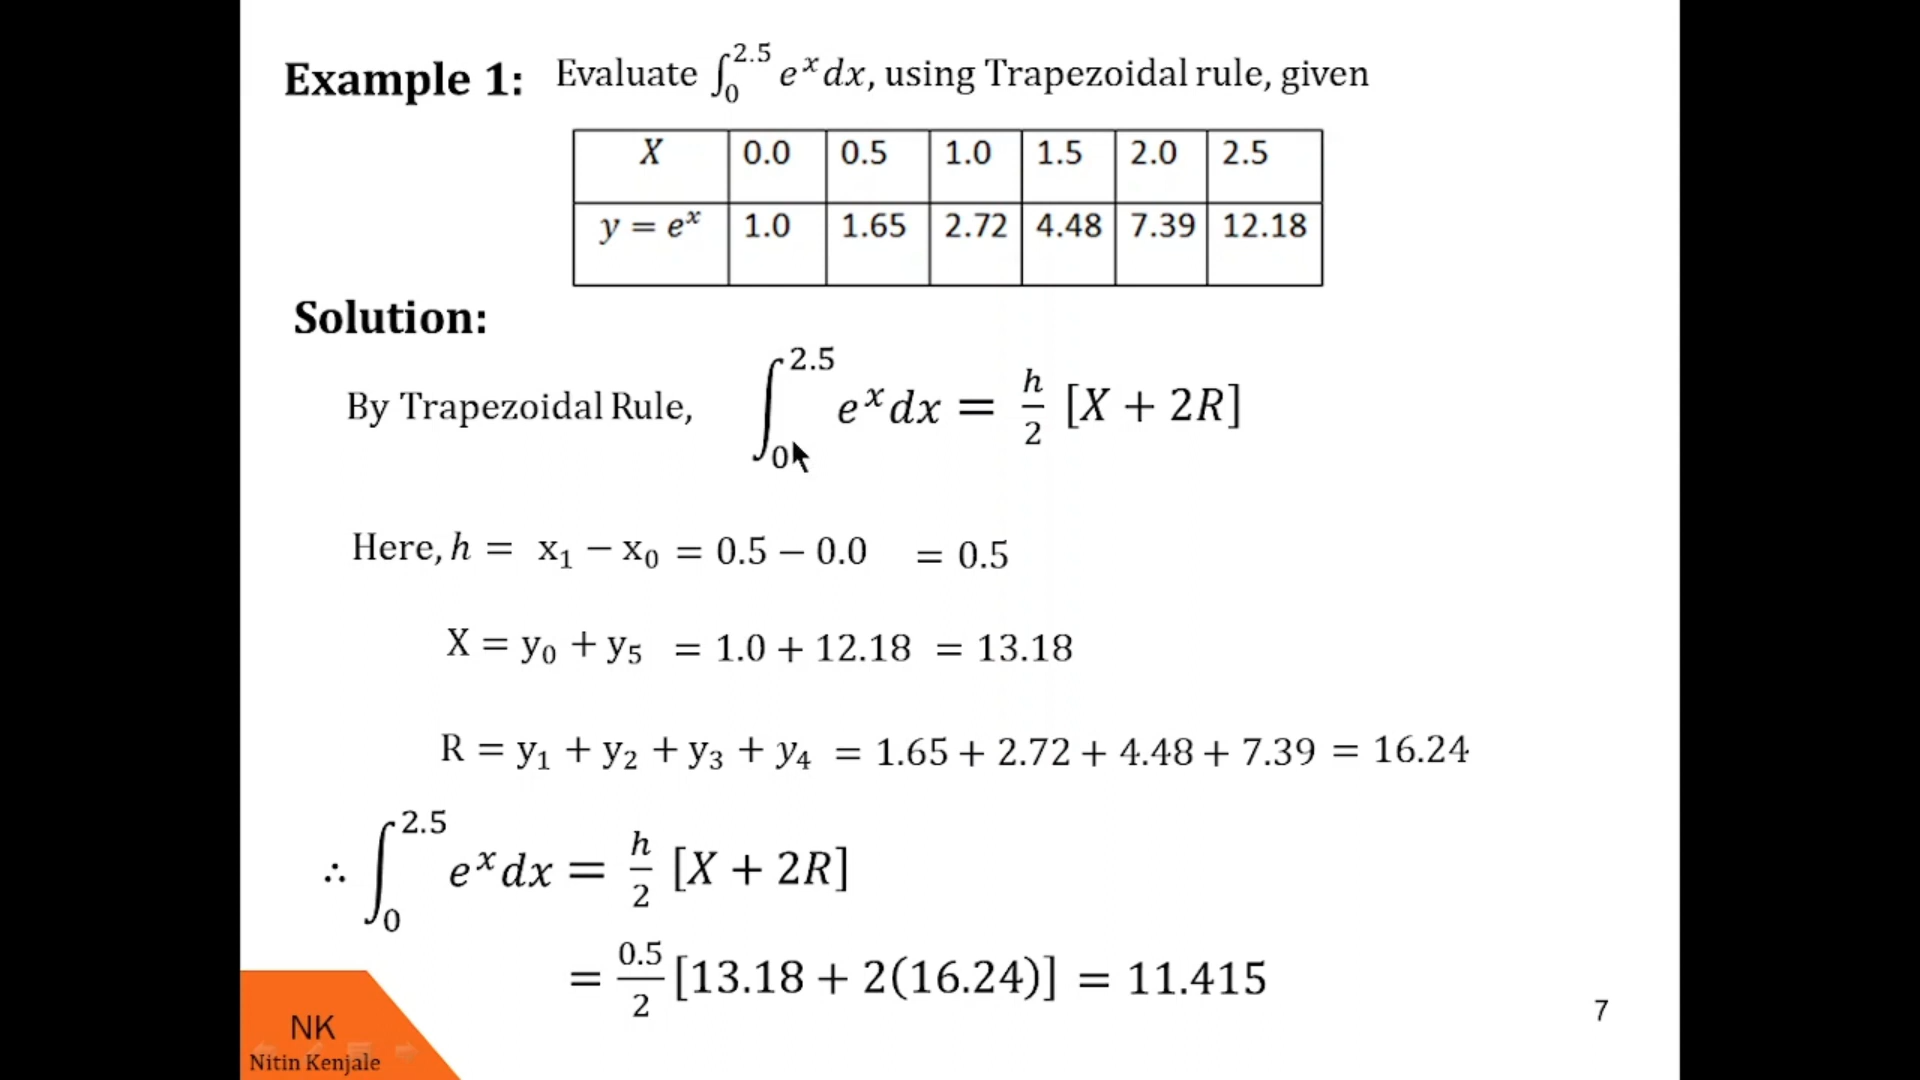 Example 1: Evaluate ∫₀^2.5 eˣ dx, using Trapezoidal rule, given
X 0.0 0.5 1.0 1.5 2.0 2.5
y = eˣ 1.0 1.65 2.72 4.48 7.39 12.18
Solution:
By Trapezoidal Rule, ∫₀^2.5 eˣ dx = h/2 [X + 2R]
Here, h = x₁ − x₀ = 0.5 − 0.0 = 0.5
X = y₀ + y₅ = 1.0 + 12.18 = 13.18
R = y₁ + y₂ + y₃ + y₄ = 1.65 + 2.72 + 4.48 + 7.39 = 16.24
∴ ∫₀^2.5 eˣ dx = h/2 [X + 2R]
= 0.5/2 [13.18 + 2(16.24)] = 11.415
NK
Nitin Kenjale
7